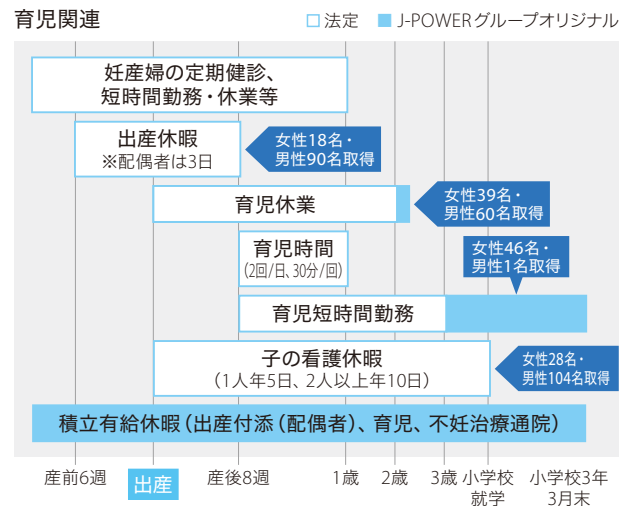 育児関連
法定
J-POWERグループオリジナル
妊産婦の定期健診、
短時間勤務・休業等
出産休暇
※配偶者は3日
女性18名・
男性90名取得
育児休業
女性39名・
男性60名取得
育児時間
(2回/日、30分/回)
女性46名・
男性1名取得
育児短時間勤務
子の看護休暇
(1人年5日、2人以上年10日)
女性28名・
男性104名取得
積立有給休暇(出産付添(配偶者)、育児、不妊治療通院)
産前6週
出産
産後8週
1歳
2歳
3歳
小学校
就学
小学校3年
3月末